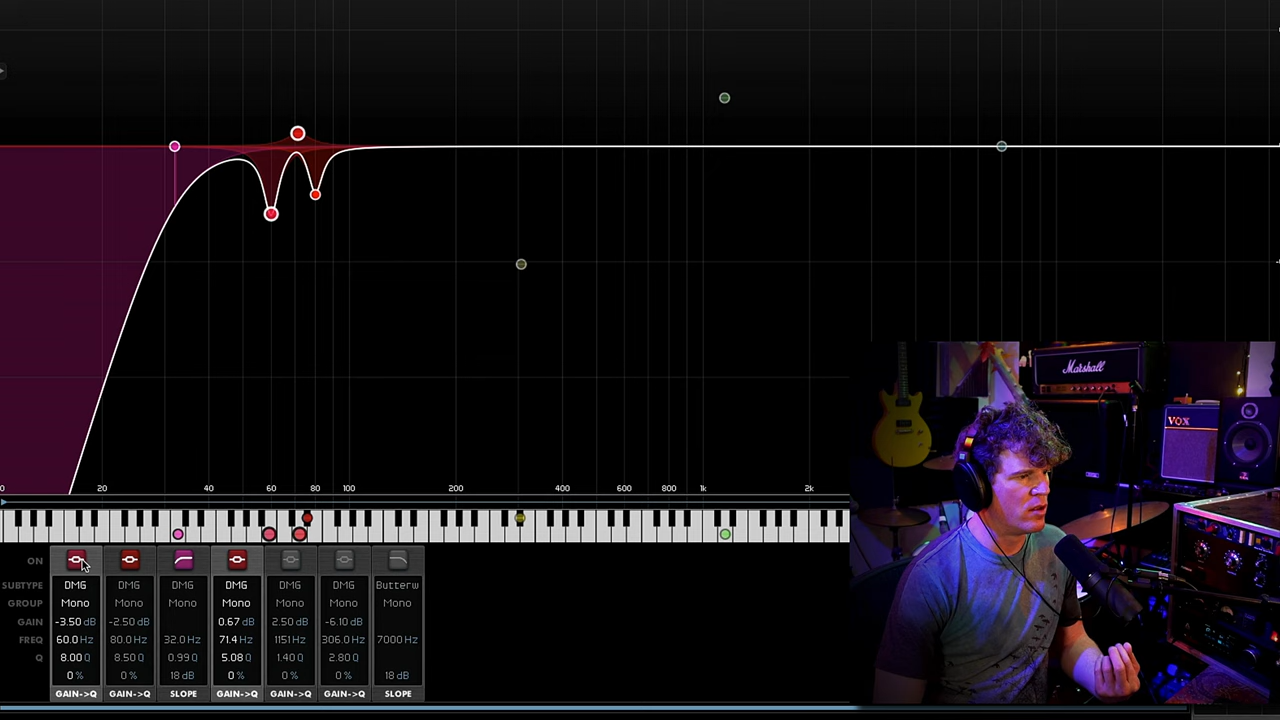 Marshall
VOX
0 20 40 60 80 100 200 400 600 800 1k 2k
ON
SUBTYPE DMG DMG DMG DMG DMG DMG Butterw
GROUP Mono Mono Mono Mono Mono Mono Mono
GAIN -3.50 dB -2.50 dB 0.67 dB 2.50 dB -6.10 dB
FREQ 60.0 Hz 80.0 Hz 32.0 Hz 71.4 Hz 1151 Hz 306.0 Hz 7000 Hz
Q 8.00 Q 8.50 Q 0.99 Q 5.08 Q 1.40 Q 2.80 Q
0 % 0 % 18 dB 0 % 0 % 0 % 18 dB
GAIN->Q GAIN->Q SLOPE GAIN->Q GAIN->Q GAIN->Q SLOPE